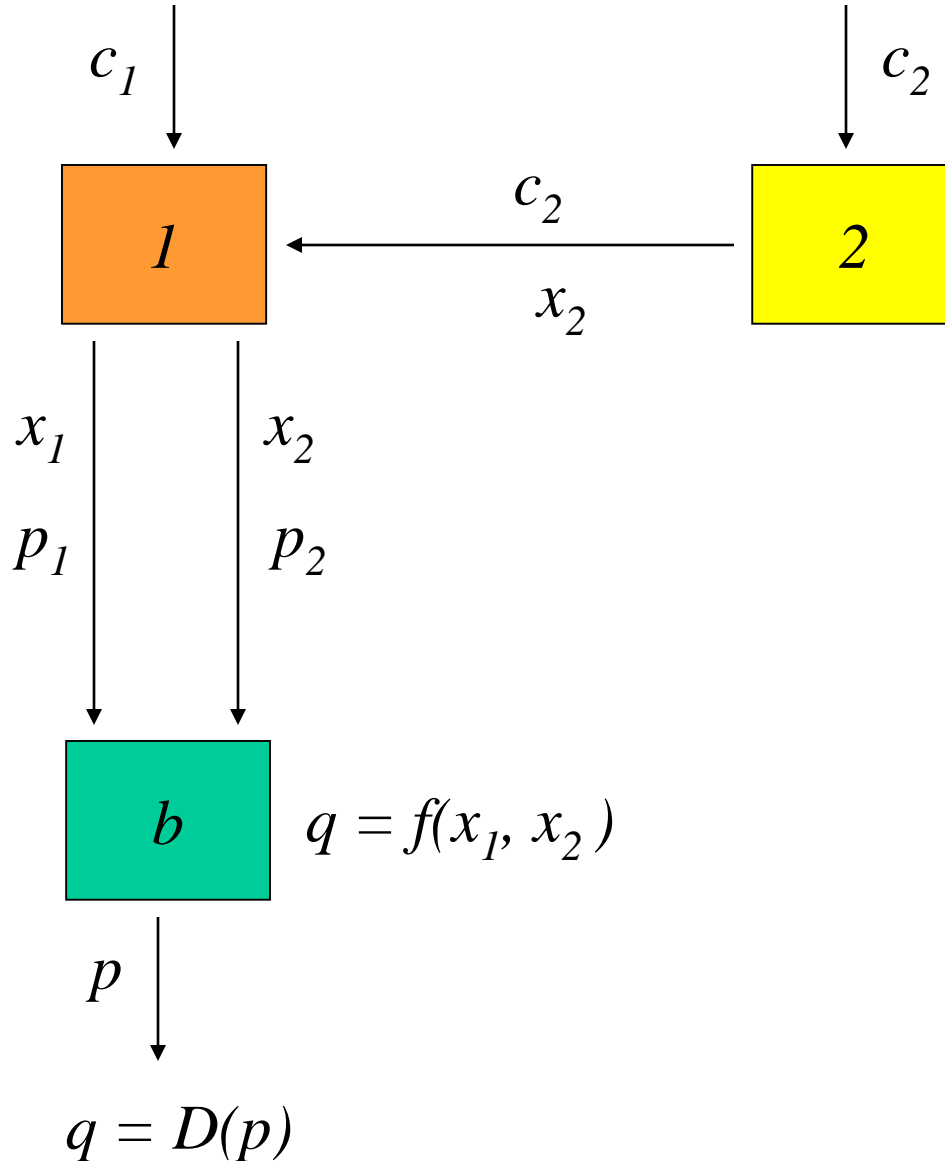 c₁
c₂
1
c₂
x₂
2
x₁
x₂
p₁
p₂
b
q = f(x₁, x₂ )
p
q = D(p)